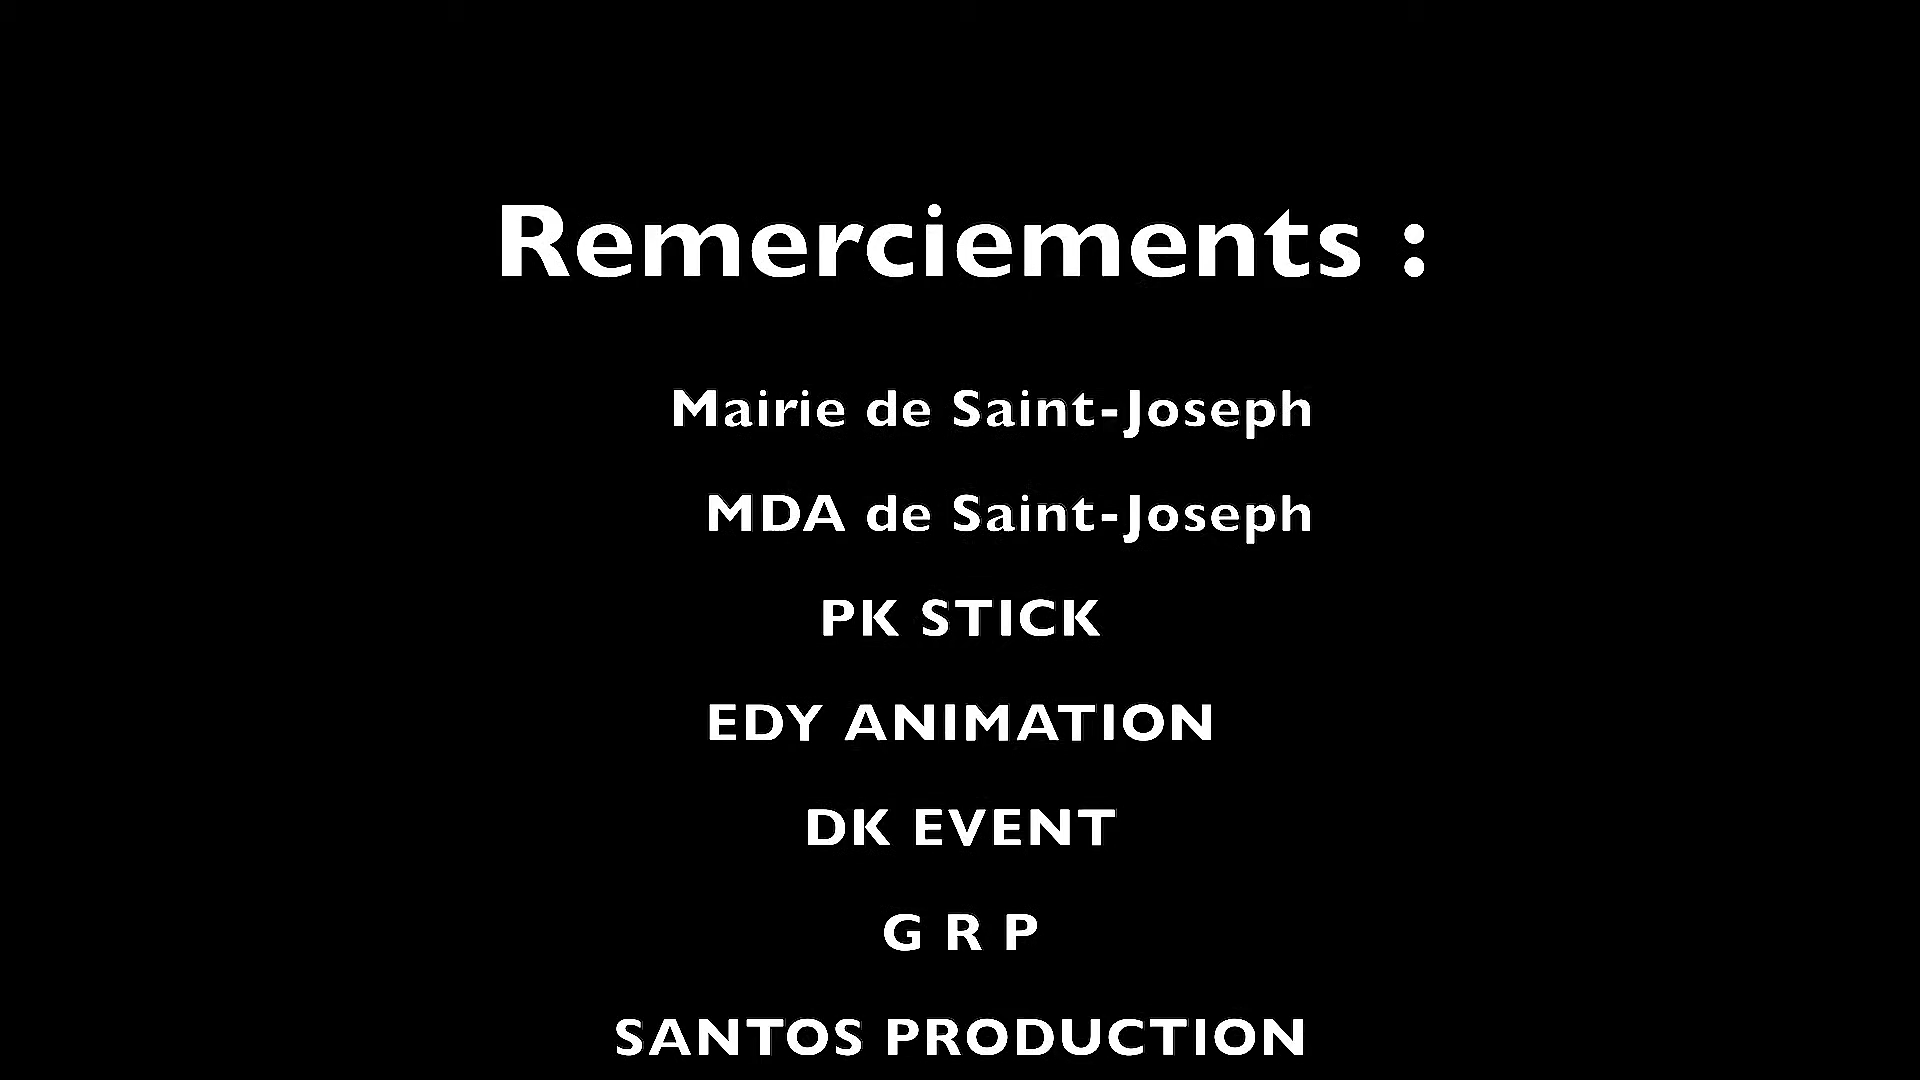 Remerciements :
Mairie de Saint-Joseph
MDA de Saint-Joseph
PK STICK
EDY ANIMATION
DK EVENT
G R P
SANTOS PRODUCTION